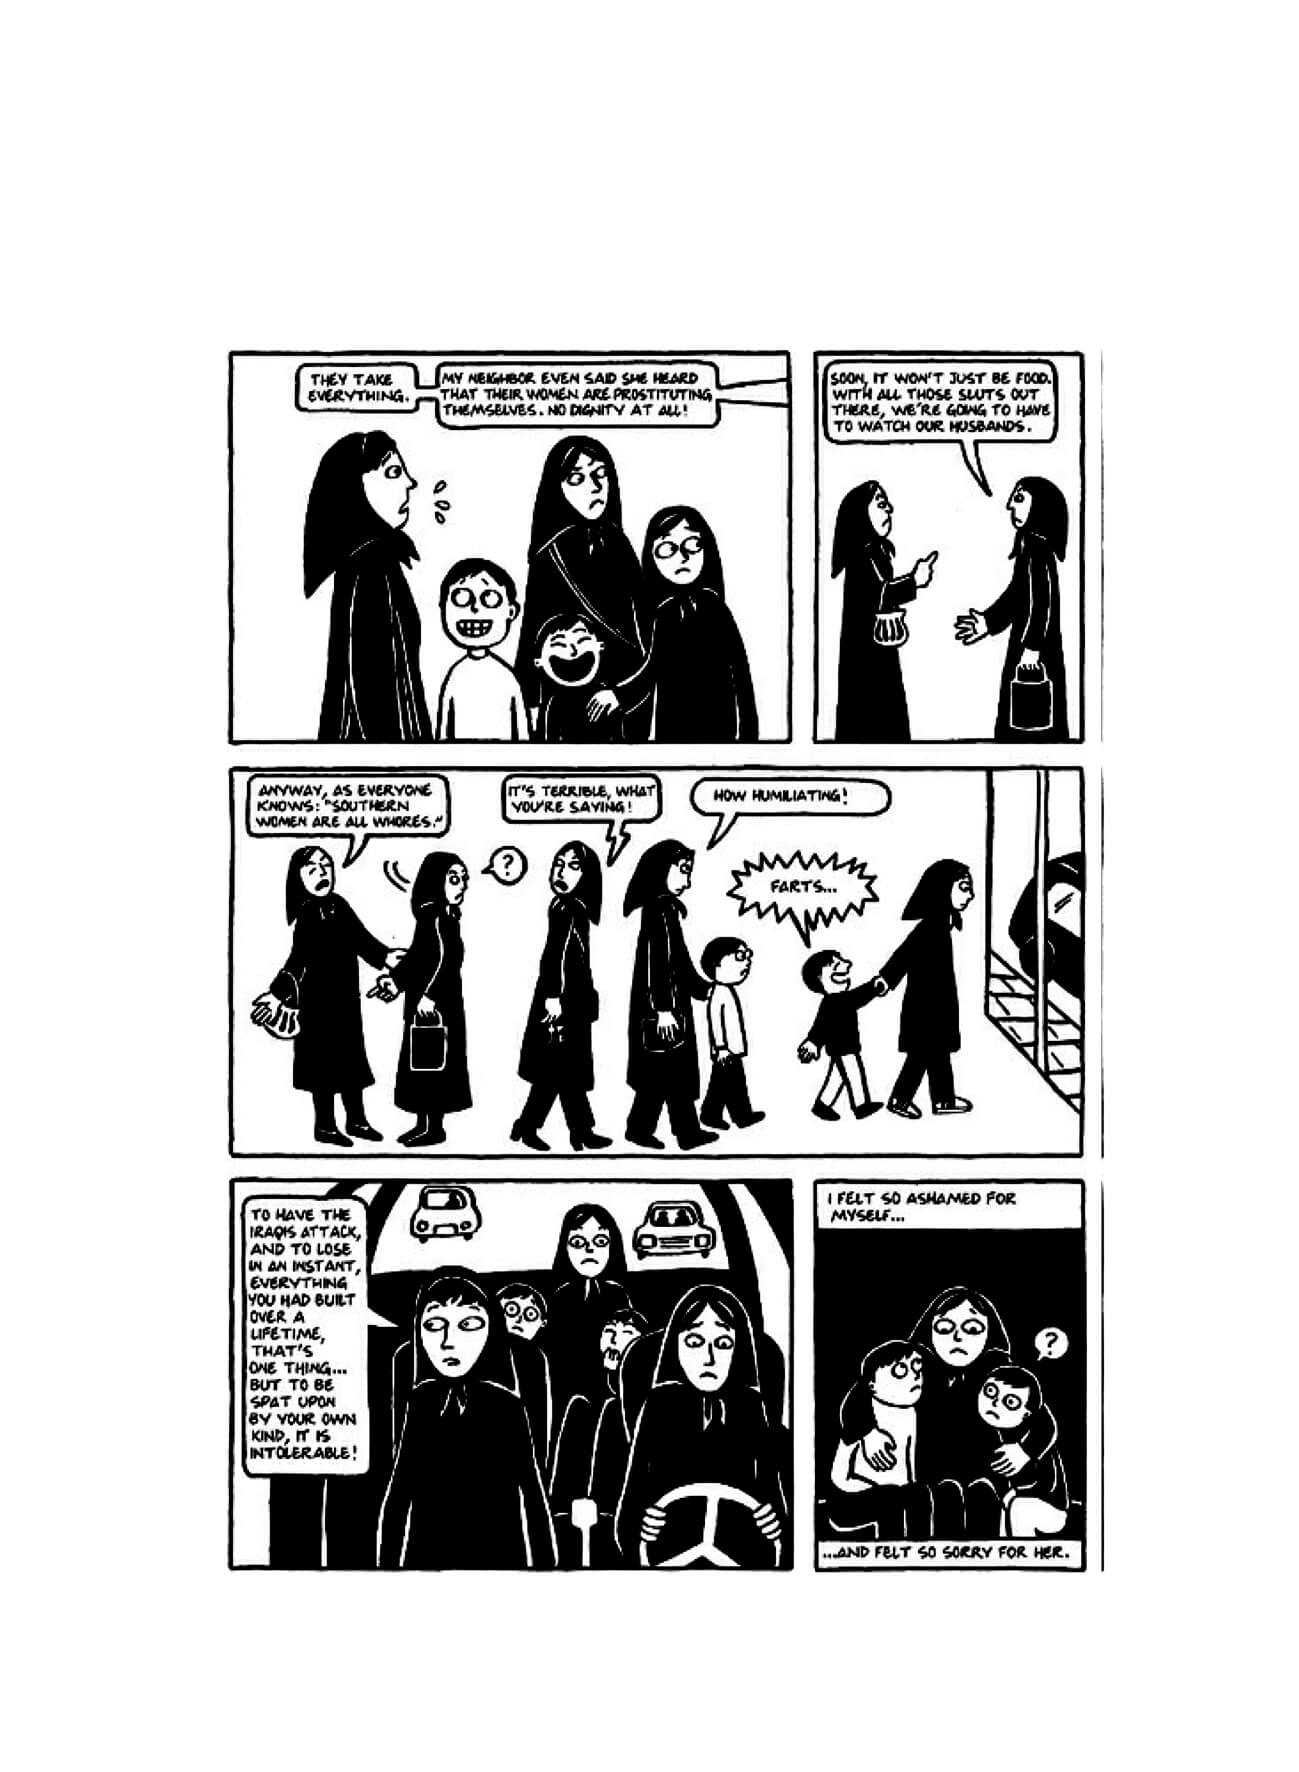 THEY TAKE
EVERYTHING.
MY NEIGHBOR EVEN SAID SHE HEARD
THAT THEIR WOMEN ARE PROSTITUTING
THEMSELVES. NO DIGNITY AT ALL!
SOON, IT WON'T JUST BE FOOD.
WITH ALL THOSE SLUTS OUT
THERE, WE'RE GOING TO HAVE
TO WATCH OUR HUSBANDS.
ANYWAY, AS EVERYONE
KNOWS: "SOUTHERN
WOMEN ARE ALL WHORES."
?
IT'S TERRIBLE, WHAT
YOU'RE SAYING!
HOW HUMILIATING!
FARTS...
TO HAVE THE
IRAQIS ATTACK,
AND TO LOSE
IN AN INSTANT,
EVERYTHING
YOU HAD BUILT
OVER A
LIFETIME,
THAT'S
ONE THING...
BUT TO BE
SPAT UPON
BY YOUR OWN
KIND, IT IS
INTOLERABLE!
I FELT SO ASHAMED FOR
MYSELF...
?
...AND FELT SO SORRY FOR HER.